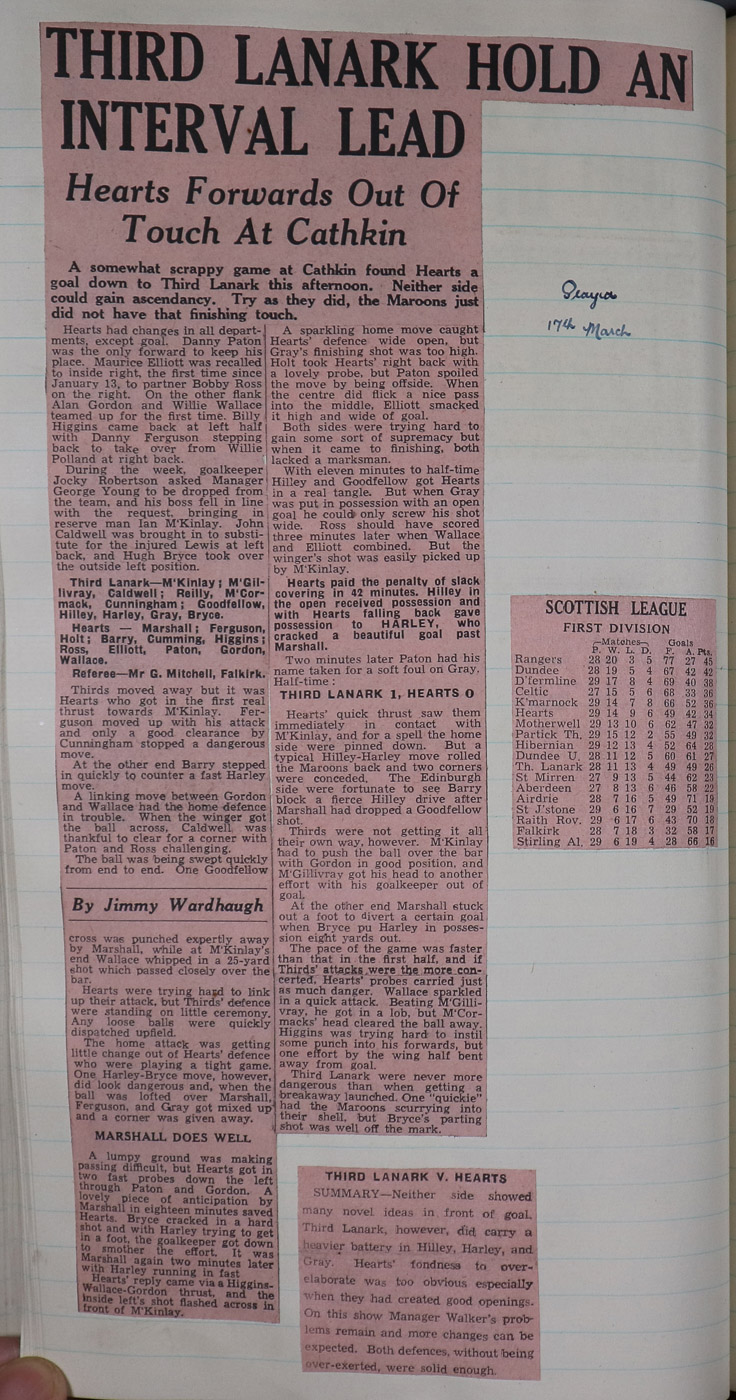 THIRD LANARK HOLD AN
INTERVAL LEAD
Hearts Forwards Out Of
Touch At Cathkin
A somewhat scrappy game at Cathkin found Hearts a
goal down to Third Lanark this afternoon. Neither side
could gain ascendancy. Try as they did, the Maroons just
did not have that finishing touch.
Hearts had changes in all depart-
ments, except goal. Danny Paton
was the only forward to keep his
place. Maurice Elliott was recalled
to inside right, the first time since
January 13, to partner Bobby Ross
on the right. On the other flank
Alan Gordon and Willie Wallace
teamed up for the first time. Billy
Higgins came back at left half
with Danny Ferguson stepping
back to take over from Willie
Polland at right back.
During the week, goalkeeper
Jocky Robertson asked Manager
George Young to be dropped from
the team, and his boss fell in line
with the request, bringing in
reserve man Ian M'Kinlay. John
Caldwell was brought in to substi-
tute for the injured Lewis at left
back, and Hugh Bryce took over
the outside left position.
Third Lanark—M'Kinlay; M'Gil-
livray, Caldwell; Reilly, M'Cor-
mack, Cunningham; Goodfellow,
Hilley, Harley, Gray, Bryce.
Hearts — Marshall; Ferguson,
Holt; Barry, Cumming, Higgins;
Ross, Elliott, Paton, Gordon,
Wallace.
Referee—Mr G. Mitchell, Falkirk.
Thirds moved away but it was
Hearts who got in the first real
thrust towards M'Kinlay. Fer-
guson moved up with his attack
and only a good clearance by
Cunningham stopped a dangerous
move.
At the other end Barry stepped
in quickly to counter a fast Harley
move.
A linking move between Gordon
and Wallace had the home defence
in trouble. When the winger got
the ball across, Caldwell was
thankful to clear for a corner with
Paton and Ross challenging.
The ball was being swept quickly
from end to end. One Goodfellow
By Jimmy Wardhaugh
cross was punched expertly away
by Marshall, while at M'Kinlay's
end Wallace whipped in a 25-yard
shot which passed closely over the
bar.
Hearts were trying hard to link
up their attack, but Thirds' defence
were standing on little ceremony.
Any loose balls were quickly
dispatched upfield.
The home attack was getting
little change out of Hearts' defence
who were playing a tight game.
One Harley-Bryce move, however,
did look dangerous and, when the
ball was lofted over Marshall,
Ferguson, and Gray got mixed up
and a corner was given away.
MARSHALL DOES WELL
A lumpy ground was making
passing difficult, but Hearts got in
two fast probes down the left
through Paton and Gordon. A
lovely piece of anticipation by
Marshall in eighteen minutes saved
Hearts. Bryce cracked in a hard
shot and with Harley trying to get
in a foot, the goalkeeper got down
to smother the effort. It was
Marshall again two minutes later
with Harley running in fast
Hearts' reply came via a Higgins-
Wallace-Gordon thrust, and the
inside left's shot flashed across in
front of M'Kinlay.
A sparkling home move caught
Hearts' defence wide open, but
Gray's finishing shot was too high.
Holt took Hearts' right back with
a lovely probe, but Paton spoiled
the move by being offside. When
the centre did flick a nice pass
into the middle, Elliott smacked
it high and wide of goal.
Both sides were trying hard to
gain some sort of supremacy but
when it came to finishing, both
lacked a marksman.
With eleven minutes to half-time
Hilley and Goodfellow got Hearts
in a real tangle. But when Gray
was put in possession with an open
goal he could only screw his shot
wide. Ross should have scored
three minutes later when Wallace
and Elliott combined. But the
winger's shot was easily picked up
by M'Kinlay.
Hearts paid the penalty of slack
covering in 42 minutes. Hilley in
the open received possession and
with Hearts falling back gave
possession to HARLEY, who
cracked a beautiful goal past
Marshall.
Two minutes later Paton had his
name taken for a soft foul on Gray.
Half-time:
THIRD LANARK 1, HEARTS 0
Hearts' quick thrust saw them
immediately in contact with
M'Kinlay, and for a spell the home
side were pinned down. But a
typical Hilley-Harley move rolled
the Maroons back and two corners
were conceded. The Edinburgh
side were fortunate to see Barry
block a fierce Hilley drive after
Marshall had dropped a Goodfellow
shot.
Thirds were not getting it all
their own way, however. M'Kinlay
had to push the ball over the bar
with Gordon in good position, and
M'Gillivray got his head to another
effort with his goalkeeper out of
goal.
At the other end Marshall stuck
out a foot to divert a certain goal
when Bryce pu Harley in posses-
sion eight yards out.
The pace of the game was faster
than that in the first half, and if
Thirds' attacks were the more con-
certed, Hearts' probes carried just
as much danger. Wallace sparkled
in a quick attack. Beating M'Gilli-
vray, he got in a lob, but M'Cor-
macks' head cleared the ball away.
Higgins was trying hard to instil
some punch into his forwards, but
one effort by the wing half bent
away from goal.
Third Lanark were never more
dangerous than when getting a
breakaway launched. One "quickie"
had the Maroons scurrying into
their shell, but Bryce's parting
shot was well off the mark.
THIRD LANARK V. HEARTS
SUMMARY—Neither side showed
many novel ideas in front of goal.
Third Lanark, however, did carry a
heavier battery in Hilley, Harley, and
Gray. Hearts' fondness to over-
elaborate was too obvious especially
when they had created good openings.
On this show Manager Walker's prob-
lems remain and more changes can be
expected. Both defences, without being
over-exerted, were solid enough.
Played
17th March
SCOTTISH LEAGUE
FIRST DIVISION
Matches Goals
P. W. L. D. F. A. Pts.
Rangers 28 20 3 5 77 27 45
Dundee 28 19 5 4 67 42 42
D'fermline 29 17 8 4 69 40 38
Celtic 27 15 5 6 68 33 36
K'marnock 29 14 7 8 66 52 36
Hearts 29 14 9 6 49 42 34
Motherwell 29 13 10 6 62 47 32
Partick Th. 29 15 12 2 55 49 32
Hibernian 29 12 13 4 52 64 28
Dundee U. 28 11 12 5 60 61 27
Th. Lanark 28 11 13 4 49 49 26
St Mirren 27 9 13 5 44 62 23
Aberdeen 27 8 13 6 46 58 22
Airdrie 28 7 16 5 49 71 19
St J'stone 29 6 16 7 29 52 19
Raith Rov. 29 6 17 6 43 70 18
Falkirk 28 7 18 3 32 58 17
Stirling Al. 29 6 19 4 28 66 16